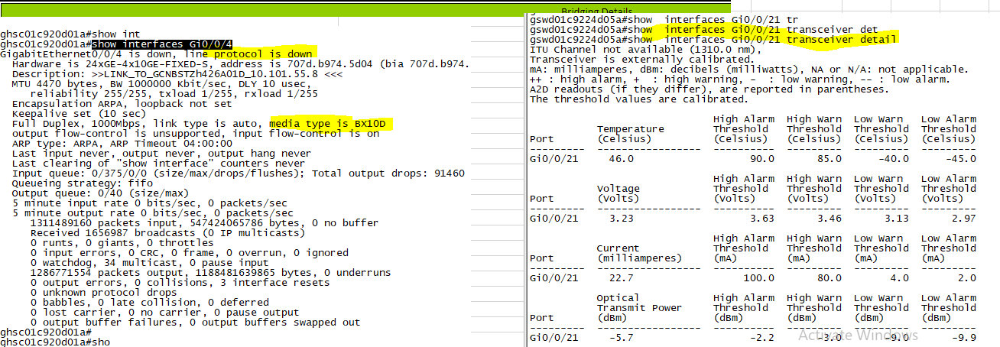 Bridging Details
ghsc01c920d01a#show int
ghsc01c920d01a#show interfaces Gi0/0/4
GigabitEthernet0/0/4 is down, line protocol is down
Hardware is 24xGE-4x10GE-FIXED-S, address is 707d.b974.5d04 (bia 707d.b974.
Description: >>LINK_TO_GCNBSTZh426A01D_10.101.55.8 <<<
MTU 4470 bytes, BW 1000000 Kbit/sec, DLY 10 usec,
reliability 255/255, txload 1/255, rxload 1/255
Encapsulation ARPA, loopback not set
Keepalive set (10 sec)
Full Duplex, 1000Mbps, link type is auto, media type is BX10D
output flow-control is unsupported, input flow-control is on
ARP type: ARPA, ARP Timeout 04:00:00
Last input never, output never, output hang never
Last clearing of "show interface" counters never
Input queue: 0/375/0/0 (size/max/drops/flushes); Total output drops: 91460
Queueing strategy: fifo
Output queue: 0/40 (size/max)
5 minute input rate 0 bits/sec, 0 packets/sec
5 minute output rate 0 bits/sec, 0 packets/sec
1311489160 packets input, 547424065786 bytes, 0 no buffer
Received 1656987 broadcasts (0 IP multicasts)
0 runts, 0 giants, 0 throttles
0 input errors, 0 CRC, 0 frame, 0 overrun, 0 ignored
0 watchdog, 34 multicast, 0 pause input
1286771554 packets output, 1188481639865 bytes, 0 underruns
0 output errors, 0 collisions, 3 interface resets
0 unknown protocol drops
0 babbles, 0 late collision, 0 deferred
0 lost carrier, 0 no carrier, 0 pause output
0 output buffer failures, 0 output buffers swapped out
ghsc01c920d01a#
ghsc01c920d01a#sho
gswd01c9224d05a#show interfaces Gi0/0/21 tr
gswd01c9224d05a#show interfaces Gi0/0/21 transceiver det
gswd01c9224d05a#show interfaces Gi0/0/21 transceiver detail
ITU Channel not available (1310.0 nm),
Transceiver is externally calibrated.
mA: milliamperes, dBm: decibels (milliwatts), NA or N/A: not applicable.
++ : high alarm, + : high warning, - : low warning, -- : low alarm.
A2D readouts (if they differ), are reported in parentheses.
The threshold values are calibrated.
High Alarm High Warn Low Warn Low Alarm
Temperature Threshold Threshold Threshold Threshold
Port (Celsius) (Celsius) (Celsius) (Celsius) (Celsius)
--------- ----------------- ---------- --------- --------- ---------
Gi0/0/21 46.0 90.0 85.0 -40.0 -45.0
High Alarm High Warn Low Warn Low Alarm
Voltage Threshold Threshold Threshold Threshold
Port (Volts) (Volts) (Volts) (Volts) (Volts)
--------- ----------------- ---------- --------- --------- ---------
Gi0/0/21 3.23 3.63 3.46 3.13 2.97
High Alarm High Warn Low Warn Low Alarm
Current Threshold Threshold Threshold Threshold
Port (milliamperes) (mA) (mA) (mA) (mA)
--------- ----------------- ---------- --------- --------- ---------
Gi0/0/21 22.7 100.0 80.0 4.0 2.0
Optical High Alarm High Warn Low Warn Low Alarm
Transmit Power Threshold Threshold Threshold Threshold
Port (dBm) (dBm) (dBm) (dBm) (dBm)
--------- ----------------- ---------- --------- --------- ---------
Gi0/0/21 -5.7 -2.2 -3.0 -9.0 -9.9
Activate Windows